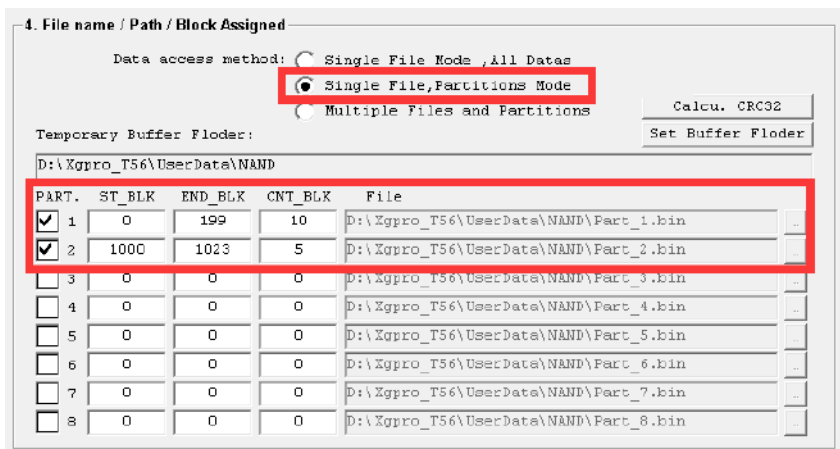 4. File name / Path / Block Assigned
Data access method: Single File Mode ,All Datas
Single File,Partitions Mode
Multiple Files and Partitions
Calcu. CRC32
Temporary Buffer Floder:
Set Buffer Floder
D:\Xgpro_T56\UserData\NAND
PART. ST_BLK END_BLK CNT_BLK File
1 0 199 10 D:\Xgpro_T56\UserData\NAND\Part_1.bin ...
2 1000 1023 5 D:\Xgpro_T56\UserData\NAND\Part_2.bin ...
3 0 0 0 D:\Xgpro_T56\UserData\NAND\Part_3.bin ...
4 0 0 0 D:\Xgpro_T56\UserData\NAND\Part_4.bin ...
5 0 0 0 D:\Xgpro_T56\UserData\NAND\Part_5.bin ...
6 0 0 0 D:\Xgpro_T56\UserData\NAND\Part_6.bin ...
7 0 0 0 D:\Xgpro_T56\UserData\NAND\Part_7.bin ...
8 0 0 0 D:\Xgpro_T56\UserData\NAND\Part_8.bin ...